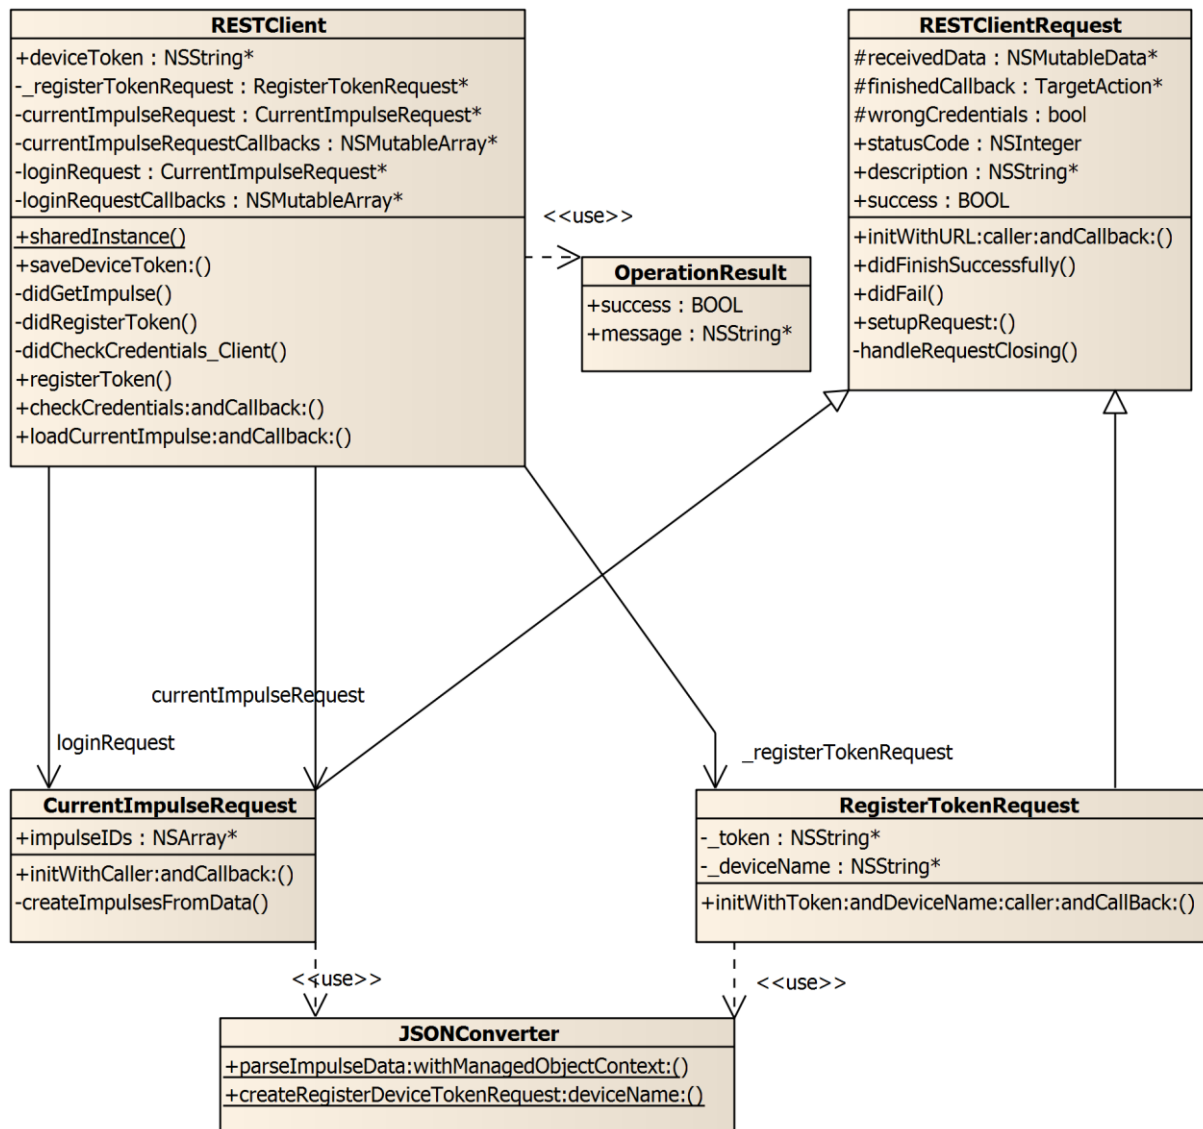 RESTClient
+deviceToken : NSString*
-_registerTokenRequest : RegisterTokenRequest*
-currentImpulseRequest : CurrentImpulseRequest*
-currentImpulseRequestCallbacks : NSMutableArray*
-loginRequest : CurrentImpulseRequest*
-loginRequestCallbacks : NSMutableArray*
+sharedInstance()
+saveDeviceToken:()
-didGetImpulse()
-didRegisterToken()
-didCheckCredentials_Client()
+registerToken()
+checkCredentials:andCallback:()
+loadCurrentImpulse:andCallback:()
<<use>>
OperationResult
+success : BOOL
+message : NSString*
RESTClientRequest
#receivedData : NSMutableData*
#finishedCallback : TargetAction*
#wrongCredentials : bool
+statusCode : NSInteger
+description : NSString*
+success : BOOL
+initWithURL:caller:andCallback:()
+didFinishSuccessfully()
+didFail()
+setupRequest:()
-handleRequestClosing()
currentImpulseRequest
loginRequest
_registerTokenRequest
CurrentImpulseRequest
+impulseIDs : NSArray*
+initWithCaller:andCallback:()
-createImpulsesFromData()
RegisterTokenRequest
-_token : NSString*
-_deviceName : NSString*
+initWithToken:andDeviceName:caller:andCallBack:()
<<use>>
<<use>>
JSONConverter
+parseImpulseData:withManagedObjectContext:()
+createRegisterDeviceTokenRequest:deviceName:()